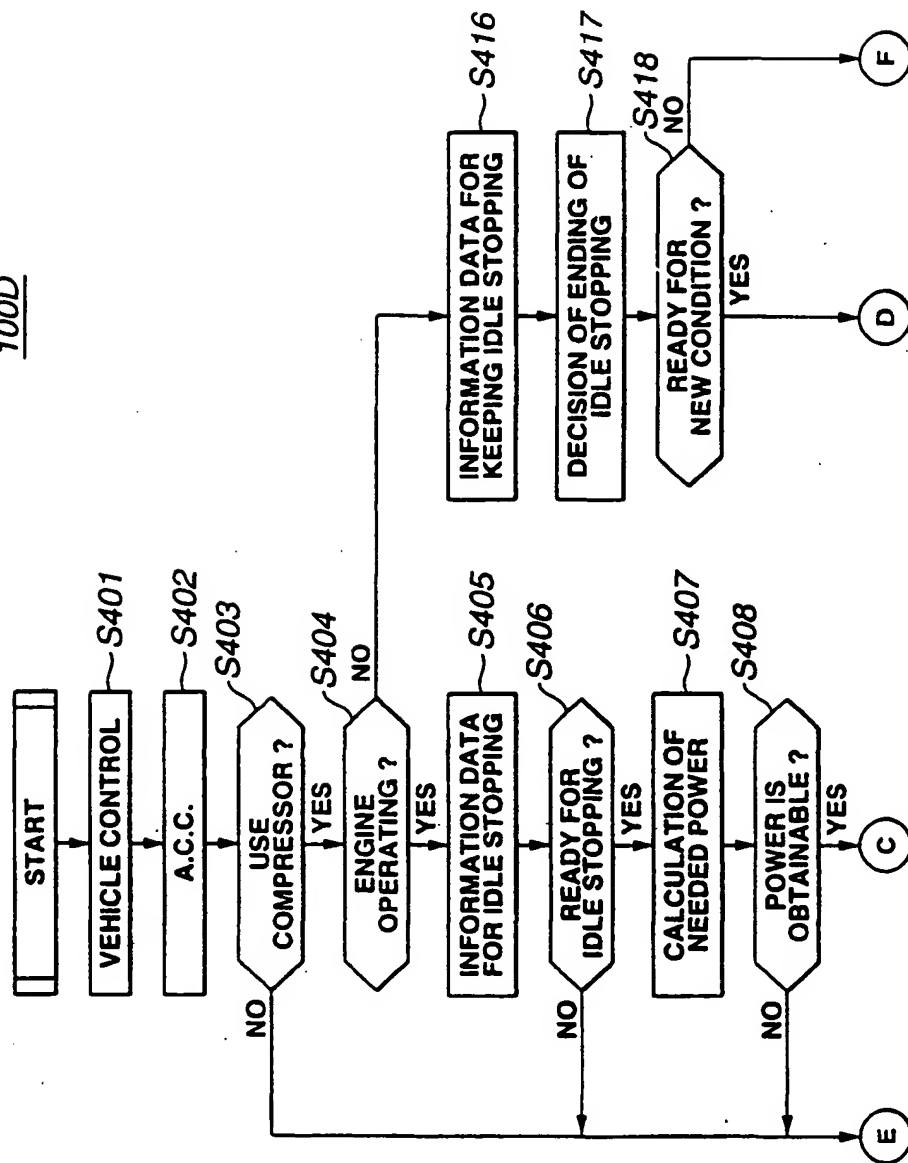 100D
START
VEHICLE CONTROL
S401
A.C.C.
S402
USE
COMPRESSOR ?
S403
NO
YES
ENGINE
OPERATING ?
S404
NO
YES
INFORMATION DATA
FOR IDLE STOPPING
S405
READY FOR
IDLE STOPPING ?
S406
NO
YES
CALCULATION OF
NEEDED POWER
S407
POWER IS
OBTAINABLE ?
S408
NO
YES
E
C
INFORMATION DATA FOR
KEEPING IDLE STOPPING
S416
DECISION OF ENDING OF
IDLE STOPPING
S417
READY FOR
NEW CONDITION ?
S418
NO
YES
D
F